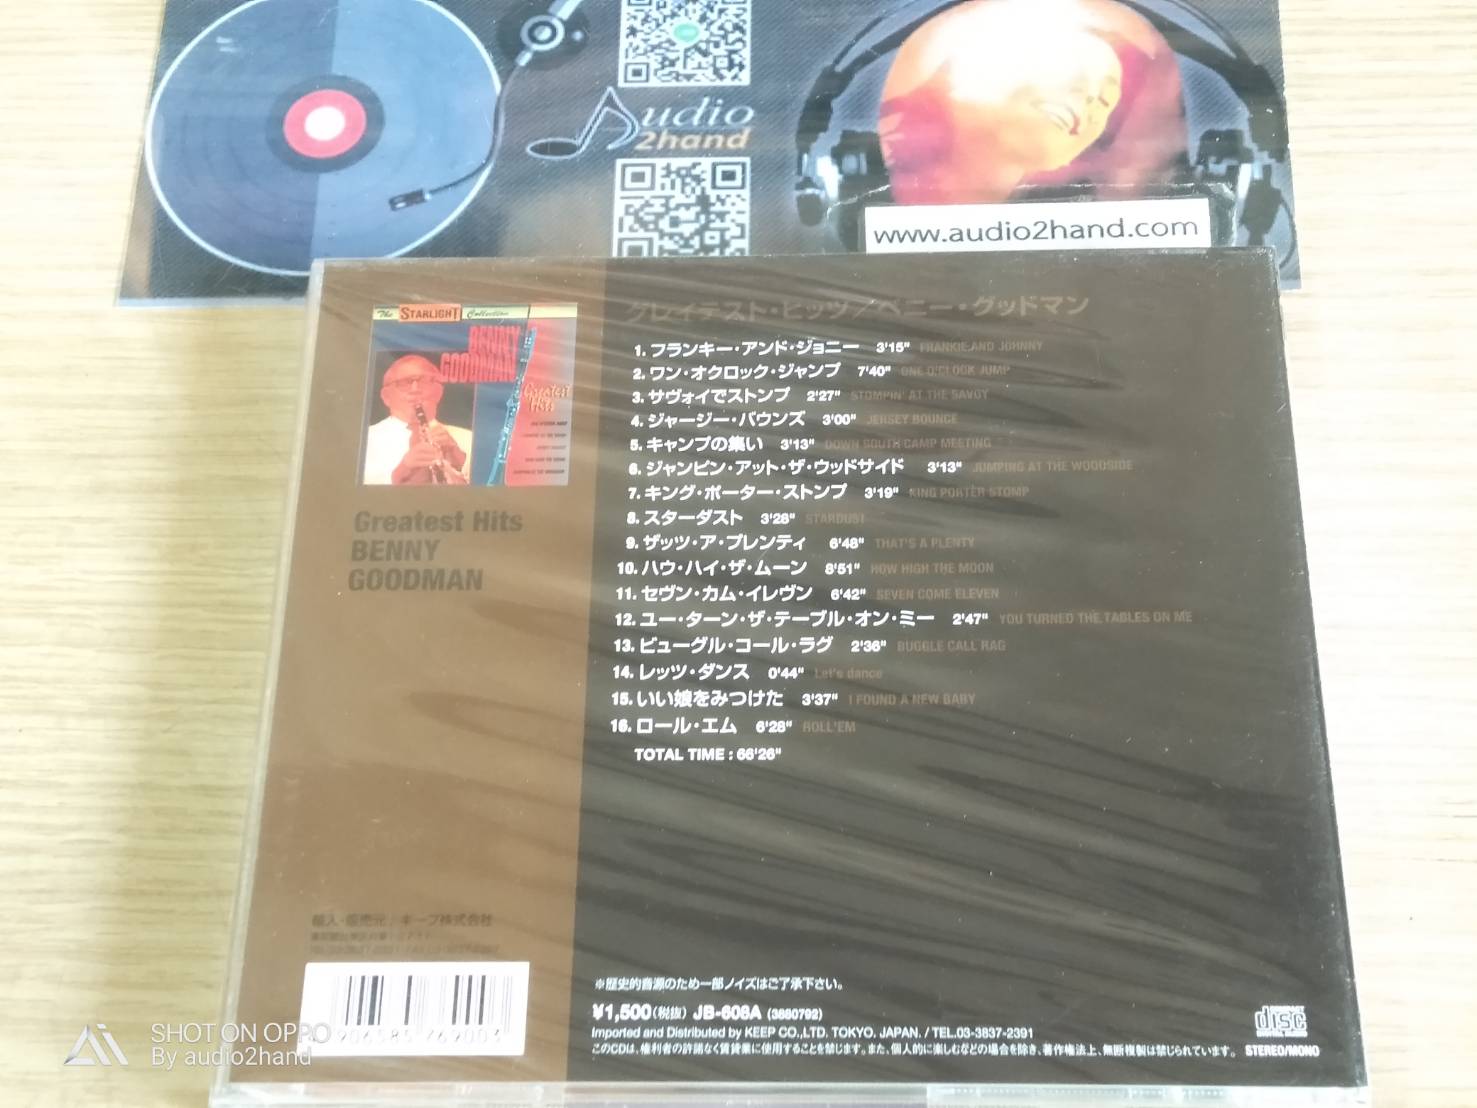 Audio
2hand
www.audio2hand.com
The STARLIGHT Collection
BENNY
GOODMAN
Greatest
Hits
Greatest Hits
BENNY
GOODMAN
グレイテスト・ヒッツ／ベニー・グッドマン
1. フランキー・アンド・ジョニー 3'15" FRANKIE AND JOHNNY
2. ワン・オクロック・ジャンプ 7'40" ONE O'CLOCK JUMP
3. サヴォイでストンプ 2'27" STOMPIN' AT THE SAVOY
4. ジャージー・バウンズ 3'00" JERSEY BOUNCE
5. キャンプの集い 3'13" DOWN SOUTH CAMP MEETING
6. ジャンピン・アット・ザ・ウッドサイド 3'13" JUMPING AT THE WOODSIDE
7. キング・ポーター・ストンプ 3'19" KING PORTER STOMP
8. スターダスト 3'28" STARDUST
9. ザッツ・ア・プレンティ 6'48" THAT'S A PLENTY
10. ハウ・ハイ・ザ・ムーン 8'51" HOW HIGH THE MOON
11. セヴン・カム・イレヴン 6'42" SEVEN COME ELEVEN
12. ユー・ターン・ザ・テーブル・オン・ミー 2'47" YOU TURNED THE TABLES ON ME
13. ビューグル・コール・ラグ 2'36" BUGGLE CALL RAG
14. レッツ・ダンス 0'44" Let's dance
15. いい娘をみつけた 3'37" I FOUND A NEW BABY
16. ロール・エム 6'28" ROLL'EM
TOTAL TIME : 66'26"
輸入・販売元 / キープ株式会社
※歴史的音源のため一部ノイズはご了承下さい。
¥1,500(税抜) JB-606A (3880792)
Imported and Distributed by KEEP CO.,LTD. TOKYO. JAPAN. / TEL.03-3837-2391
このCDは、権利者の許諾なく賃貸業に使用することを禁じます。また、個人的に楽しむなどの場合を除き、著作権法上、無断複製は禁じられています。 STEREO/MONO
COMPACT
disc
DIGITAL AUDIO
SHOT ON OPPO
By audio2hand